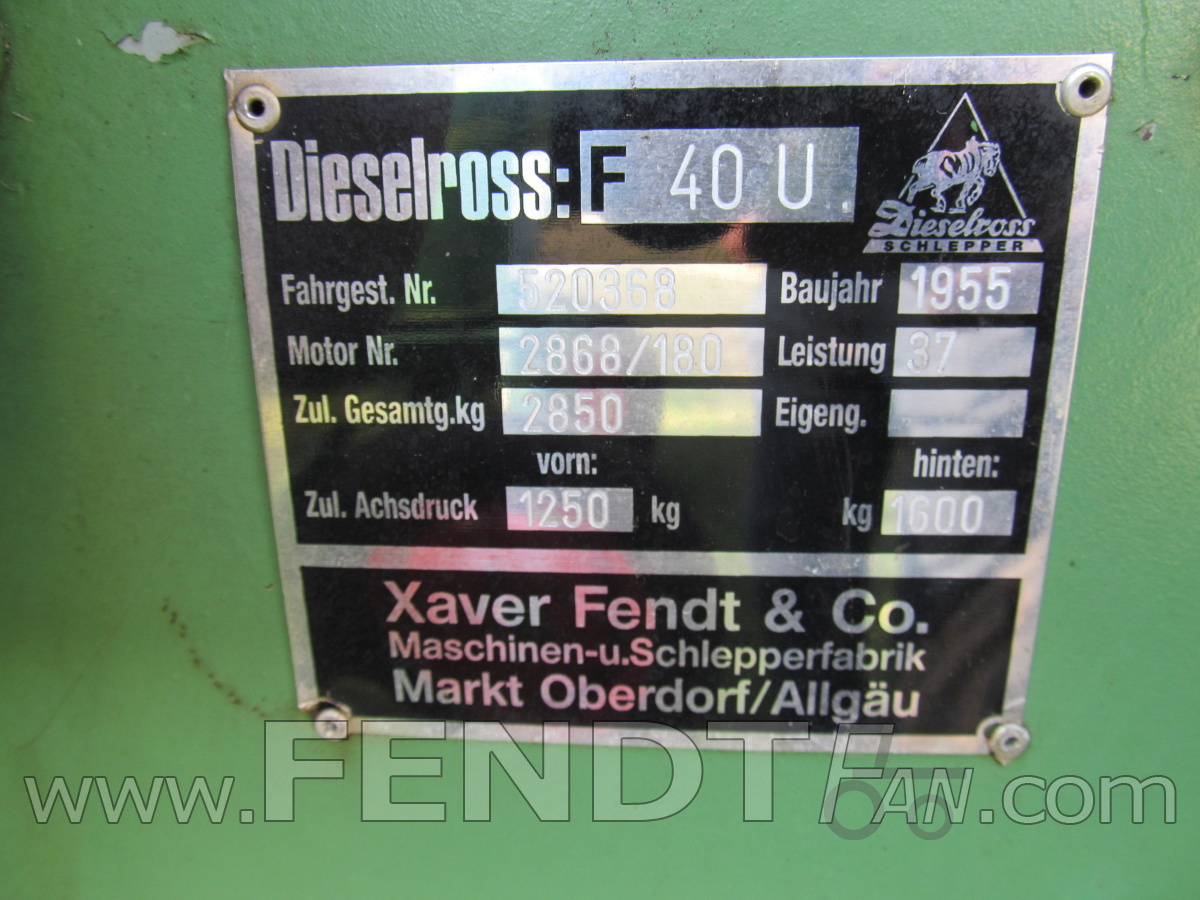 Dieselross: F 40 U
Dieselross
SCHLEPPER
Fahrgest. Nr. 520368 Baujahr 1955
Motor Nr. 2868/180 Leistung 37
Zul. Gesamtg.kg 2850 Eigeng.
vorn: hinten:
Zul. Achsdruck 1250 kg kg 1600
Xaver Fendt & Co.
Maschinen-u.Schlepperfabrik
Markt Oberdorf/Allgäu
www.FENDTFAN.com